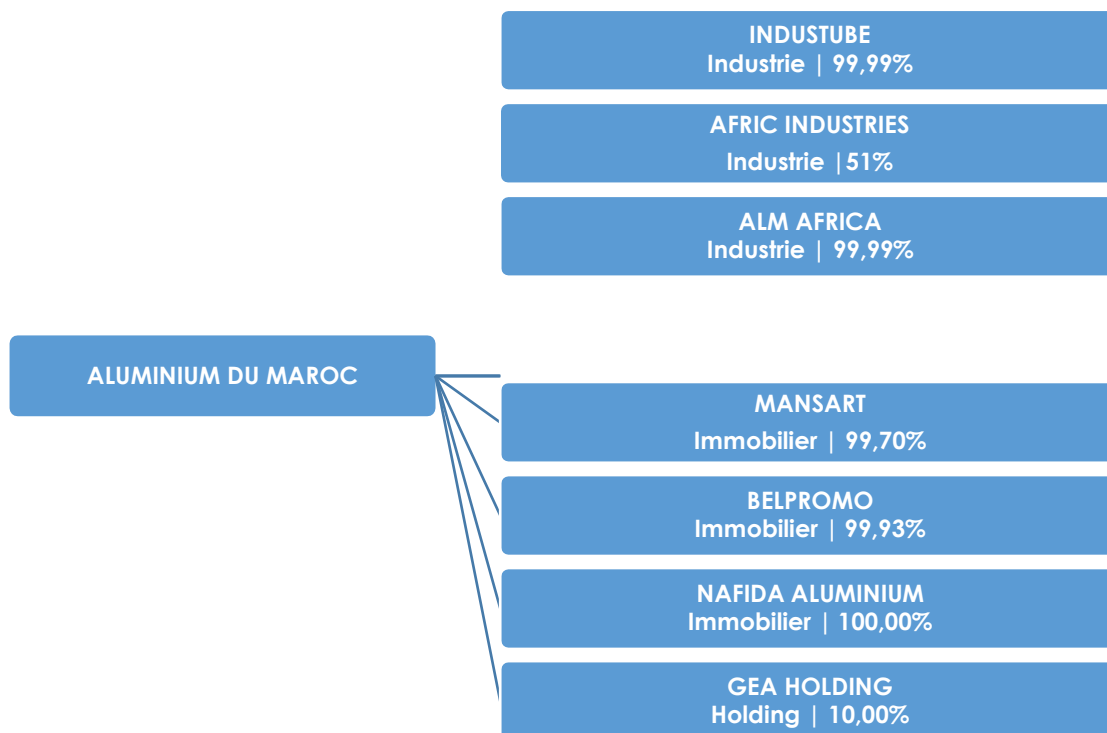 INDUSTUBE
Industrie | 99,99%
AFRIC INDUSTRIES
Industrie |51%
ALM AFRICA
Industrie | 99,99%
ALUMINIUM DU MAROC
MANSART
Immobilier | 99,70%
BELPROMO
Immobilier | 99,93%
NAFIDA ALUMINIUM
Immobilier | 100,00%
GEA HOLDING
Holding | 10,00%